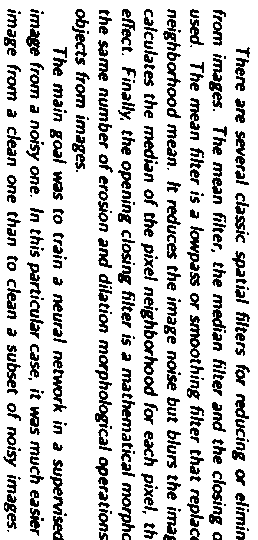 There are several classic spatial filters for reducing or elimin
from images. The mean filter, the median filter and the closing o
used. The mean filter is a lowpass or smoothing filter that replace
neighborhood mean. It reduces the image noise but blurs the imag
calculates the median of the pixel neighborhood for each pixel, th
effect. Finally, the opening closing filter is a mathematical morpho
the same number of erosion and dilation morphological operations
objects from images.
The main goal was to train a neural network in a supervised
image from a noisy one. In this particular case, it was much easier
image from a clean one than to clean a subset of noisy images.